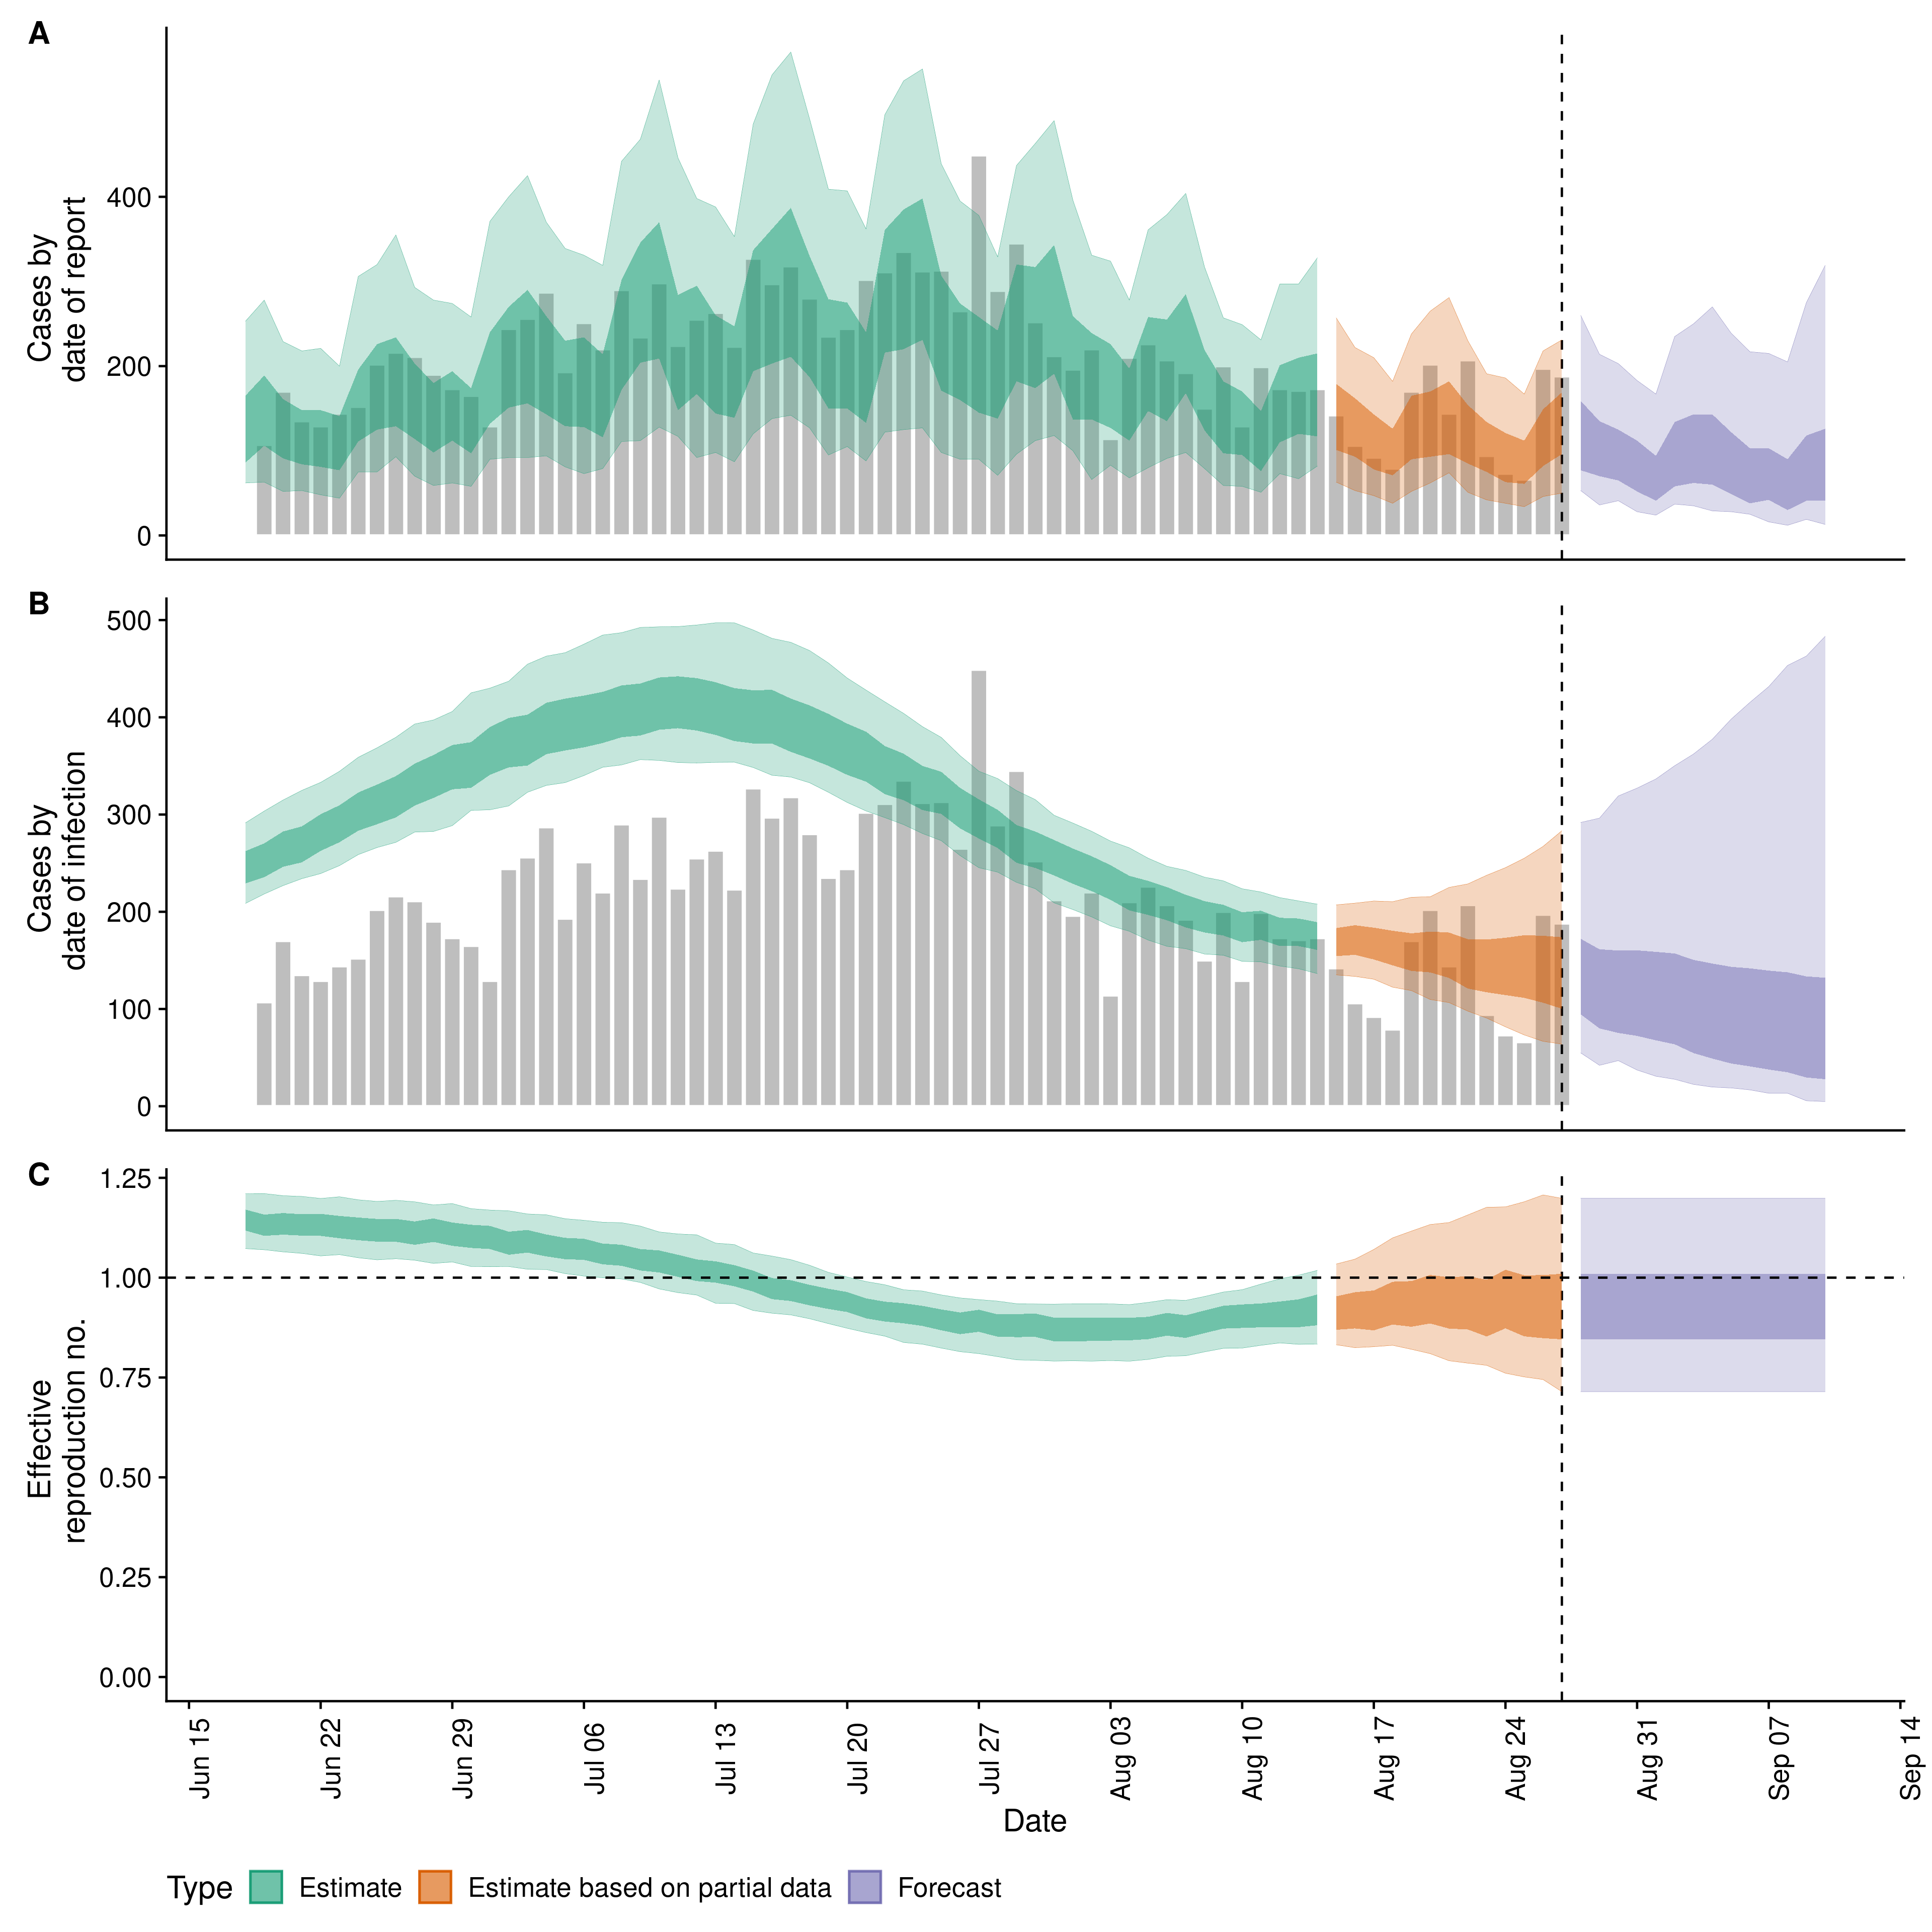 A
Cases by
date of report
400
200
0
B
Cases by
date of infection
500
400
300
200
100
0
C
Effective
reproduction no.
1.25
1.00
0.75
0.50
0.25
0.00
Jun 15
Jun 22
Jun 29
Jul 06
Jul 13
Jul 20
Jul 27
Aug 03
Aug 10
Aug 17
Aug 24
Aug 31
Sep 07
Sep 14
Date
Type Estimate Estimate based on partial data Forecast